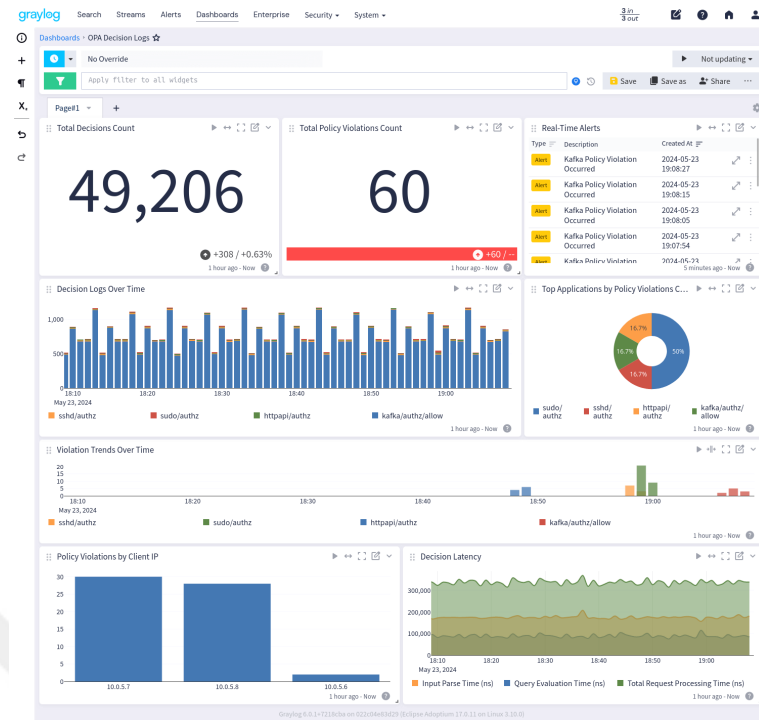 graylog Search Streams Alerts Dashboards Enterprise Security System 3 in
3 out
Dashboards OPA Decision Logs
No Override Not updating
Apply filter to all widgets Save Save as Share ...
Page#1 +
Total Decisions Count
49,206
+308 / +0.63%
1 hour ago - Now
Total Policy Violations Count
60
+60 / --
1 hour ago - Now
Real-Time Alerts
Type Description Created At
Alert Kafka Policy Violation Occurred 2024-05-23 19:08:27
Alert Kafka Policy Violation Occurred 2024-05-23 19:08:15
Alert Kafka Policy Violation Occurred 2024-05-23 19:08:05
Alert Kafka Policy Violation Occurred 2024-05-23 19:07:54
Kafka Policy Violation 2024-05-23
5 minutes ago - Now
Decision Logs Over Time
1,000
500
0
18:10 18:20 18:30 18:40 18:50 19:00
May 23, 2024
sshd/authz sudo/authz httpapi/authz kafka/authz/allow
1 hour ago - Now
Top Applications by Policy Violations C...
16.7%
16.7% 50%
16.7%
sudo/authz sshd/authz httpapi/authz kafka/authz/allow
1 hour ago - Now
Violation Trends Over Time
20
15
10
5
0
18:10 18:20 18:30 18:40 18:50 19:00
May 23, 2024
sshd/authz sudo/authz httpapi/authz kafka/authz/allow
1 hour ago - Now
Policy Violations by Client IP
30
25
20
15
10
5
0
10.0.5.7 10.0.5.8 10.0.5.6
1 hour ago - Now
Decision Latency
300,000
200,000
100,000
0
18:10 18:20 18:30 18:40 18:50 19:00
May 23, 2024
Input Parse Time (ns) Query Evaluation Time (ns) Total Request Processing Time (ns)
1 hour ago - Now